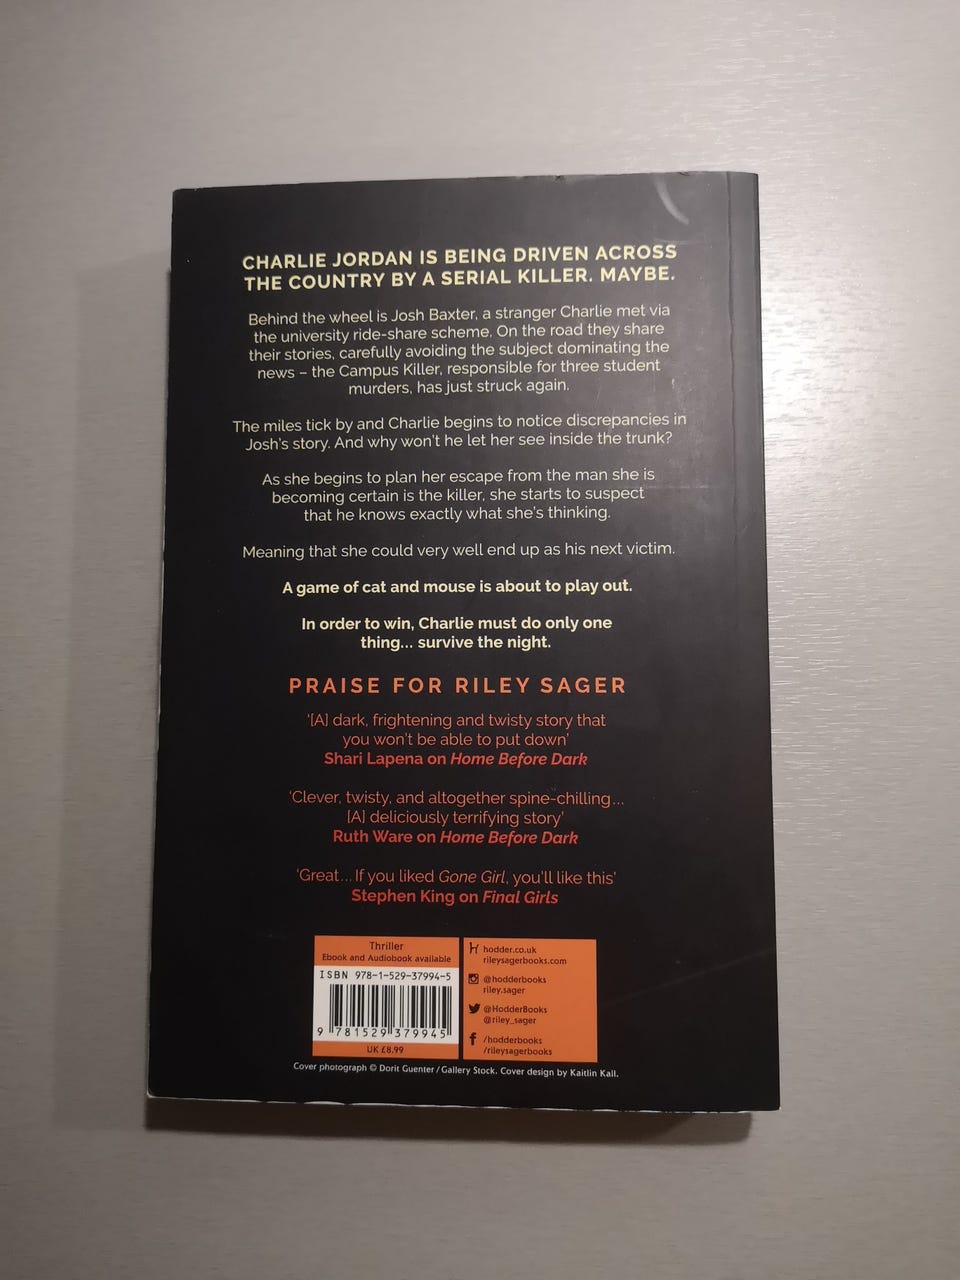 CHARLIE JORDAN IS BEING DRIVEN ACROSS
THE COUNTRY BY A SERIAL KILLER. MAYBE.
Behind the wheel is Josh Baxter, a stranger Charlie met via
the university ride-share scheme. On the road they share
their stories, carefully avoiding the subject dominating the
news – the Campus Killer, responsible for three student
murders, has just struck again.
The miles tick by and Charlie begins to notice discrepancies in
Josh's story. And why won't he let her see inside the trunk?
As she begins to plan her escape from the man she is
becoming certain is the killer, she starts to suspect
that he knows exactly what she's thinking.
Meaning that she could very well end up as his next victim.
A game of cat and mouse is about to play out.
In order to win, Charlie must do only one
thing... survive the night.
PRAISE FOR RILEY SAGER
'[A] dark, frightening and twisty story that
you won't be able to put down'
Shari Lapena on Home Before Dark
'Clever, twisty, and altogether spine-chilling...
[A] deliciously terrifying story'
Ruth Ware on Home Before Dark
'Great... If you liked Gone Girl, you'll like this'
Stephen King on Final Girls
Thriller
Ebook and Audiobook available
ISBN 978-1-529-37994-5
9 781529 379945
UK £8.99
hodder.co.uk
rileysagerbooks.com
@hodderbooks
riley.sager
@HodderBooks
@riley_sager
/hodderbooks
/rileysagerbooks
Cover photograph © Dorit Guenter / Gallery Stock. Cover design by Kaitlin Kall.